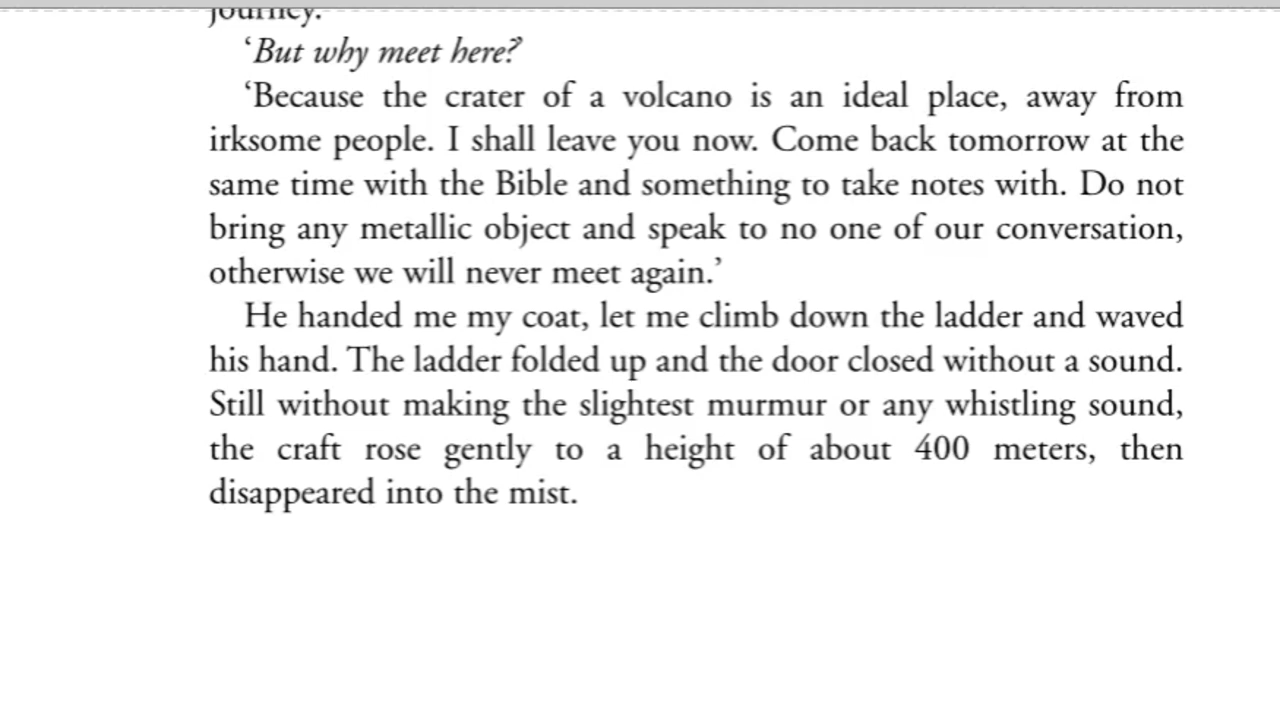 journey.
‘But why meet here?’
‘Because the crater of a volcano is an ideal place, away from
irksome people. I shall leave you now. Come back tomorrow at the
same time with the Bible and something to take notes with. Do not
bring any metallic object and speak to no one of our conversation,
otherwise we will never meet again.’
He handed me my coat, let me climb down the ladder and waved
his hand. The ladder folded up and the door closed without a sound.
Still without making the slightest murmur or any whistling sound,
the craft rose gently to a height of about 400 meters, then
disappeared into the mist.